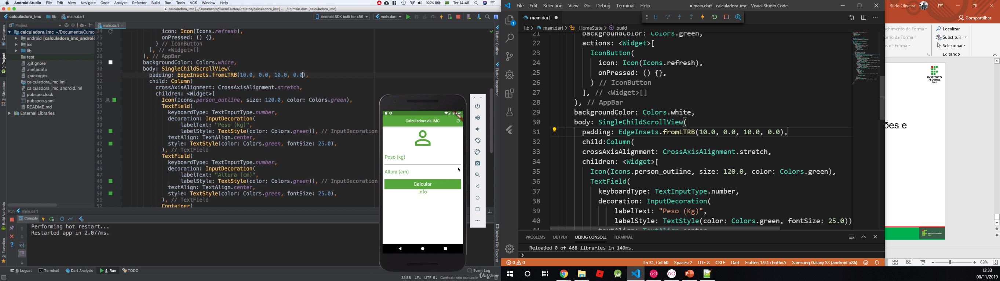 Android Studio File Edit View Navigate Code Analyze Refactor Build Run Tools VCS Window Help 100% Ter 14:46
calculadora_imc [~/Documents/CursoFlutter/Projetos/calculadora_imc] - .../lib/main.dart [calculadora_imc]
calculadora_imc lib main.dart Android SDK built for x86 main.dart
Project main.dart
calculadora_imc ~/Documents/Curso
android [calculadora_imc_android
ios
lib
test
.gitignore
.metadata
.packages
calculadora_imc.iml
calculadora_imc_android.iml
pubspec.lock
pubspec.yaml
README.md
External Libraries
Captures
1: Project
Z: Structure
Build Variants
2: Favorites
24 icon: Icon(Icons.refresh),
25 onPressed: () {},
26 ) // IconButton
27 ], // <Widget>[]
28 ), // AppBar
29 backgroundColor: Colors.white,
30 body: SingleChildScrollView(
31 padding: EdgeInsets.fromLTRB(10.0, 0.0, 10.0, 0.0),
32 child: Column(
33 crossAxisAlignment: CrossAxisAlignment.stretch,
34 children: <Widget>[
35 Icon(Icons.person_outline, size: 120.0, color: Colors.green),
36 TextField(
37 keyboardType: TextInputType.number,
38 decoration: InputDecoration(
39 labelText: "Peso (kg)",
40 labelStyle: TextStyle(color: Colors.green)), // InputDecoration
41 textAlign: TextAlign.center,
42 style: TextStyle(color: Colors.green, fontSize: 25.0),
43 ), // TextField
44 TextField(
45 keyboardType: TextInputType.number,
46 decoration: InputDecoration(
47 labelText: "Altura (cm)",
48 labelStyle: TextStyle(color: Colors.green)), // InputDecoration
49 textAlign: TextAlign.center,
50 style: TextStyle(color: Colors.green, fontSize: 25.0),
51 ), // TextField
52 Container(
Flutter Outline
Flutter Inspector
Device File Explorer
Calculadora de IMC
Peso (kg)
Altura (cm)
Calcular
Info
Run main.dart
Console
Performing hot restart...
Restarted app in 2.077ms.
6: Logcat Terminal Dart Analysis 4: Run TODO Event Log
31:58 LF UTF-8 Context: <no context>
Udemy
File Edit Selection View Go Debug Terminal Help ● main.dart - calculadora_imc - Visual Studio Code
main.dart
lib > main.dart > _HomeState > build
21 backgroundColor: Colors.green,
22 actions: <Widget>[
23 IconButton(
24 icon: Icon(Icons.refresh),
25 onPressed: () {},
26 ) // IconButton
27 ], // <Widget>[]
28 ), // AppBar
29 backgroundColor: Colors.white,
30 body: SingleChildScrollView(
31 padding: EdgeInsets.fromLTRB(10.0, 0.0, 10.0, 0.0),
32 child:Column(
33 crossAxisAlignment: CrossAxisAlignment.stretch,
34 children: <Widget>[
35 Icon(Icons.person_outline, size: 120.0, color: Colors.green),
36 TextField(
37 keyboardType: TextInputType.number,
38 decoration: InputDecoration(
39 labelText: "Peso (Kg)",
40 labelStyle: TextStyle(color: Colors.green, fontSize: 25.0))
41 textAlign: TextAlign.center
PROBLEMS OUTPUT DEBUG CONSOLE TERMINAL
Reloaded 0 of 468 libraries in 149ms.
0 0 Ln 31, Col 60 Spaces: 2 UTF-8 CRLF Dart Flutter: 1.9.1+hotfix.5 Samsung Galaxy S3 (android-x86)
Rildo Oliveira
Compartilhar
chimento da Forma Localizar
orno da Forma Substituir
s de Forma Selecionar
Editando
INSTITUTO
FEDERAL
Piauí
ões e
82%
13:33
08/11/2019